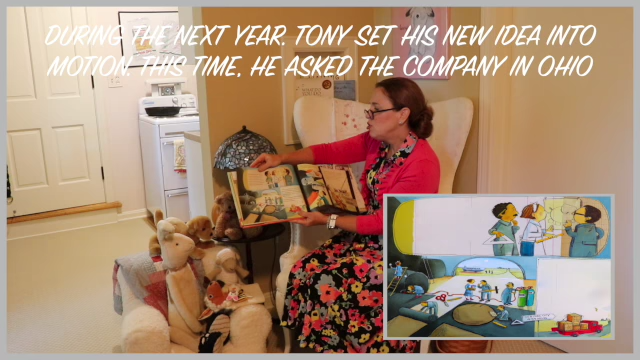 DURING THE NEXT YEAR, TONY SET HIS NEW IDEA INTO
MOTION. THIS TIME, HE ASKED THE COMPANY IN OHIO